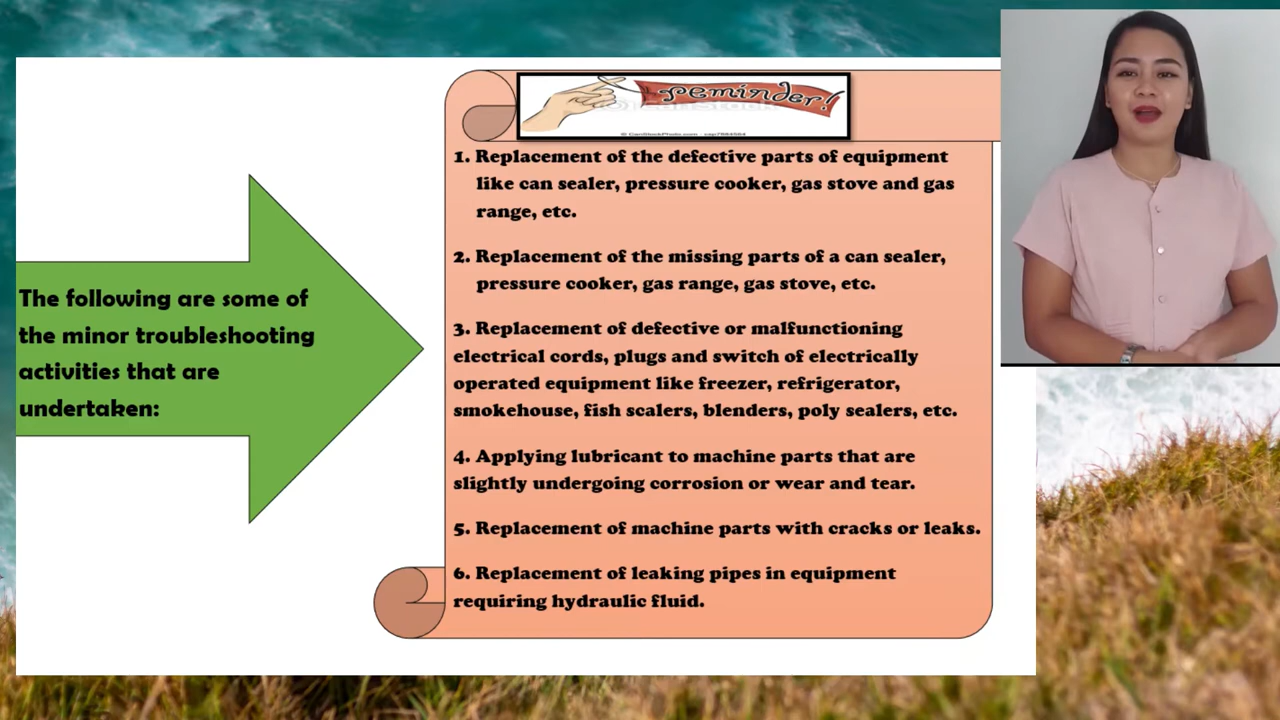 The following are some of
the minor troubleshooting
activities that are
undertaken:
reminder!
1. Replacement of the defective parts of equipment
like can sealer, pressure cooker, gas stove and gas
range, etc.
2. Replacement of the missing parts of a can sealer,
pressure cooker, gas range, gas stove, etc.
3. Replacement of defective or malfunctioning
electrical cords, plugs and switch of electrically
operated equipment like freezer, refrigerator,
smokehouse, fish scalers, blenders, poly sealers, etc.
4. Applying lubricant to machine parts that are
slightly undergoing corrosion or wear and tear.
5. Replacement of machine parts with cracks or leaks.
6. Replacement of leaking pipes in equipment
requiring hydraulic fluid.